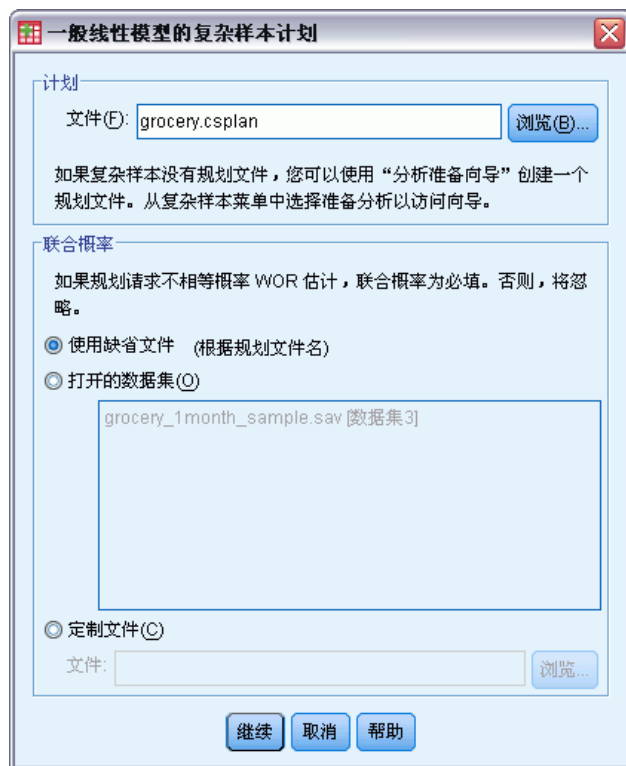 一般线性模型的复杂样本计划
计划
文件(F): grocery.csplan 浏览(B)...
如果复杂样本没有规划文件，您可以使用“分析准备向导”创建一个
规划文件。从复杂样本菜单中选择准备分析以访问向导。
联合概率
如果规划请求不相等概率 WOR 估计，联合概率为必填。否则，将忽
略。
使用缺省文件 (根据规划文件名)
打开的数据集(O)
grocery_1month_sample.sav [数据集3]
定制文件(C)
文件: 浏览...
继续 取消 帮助